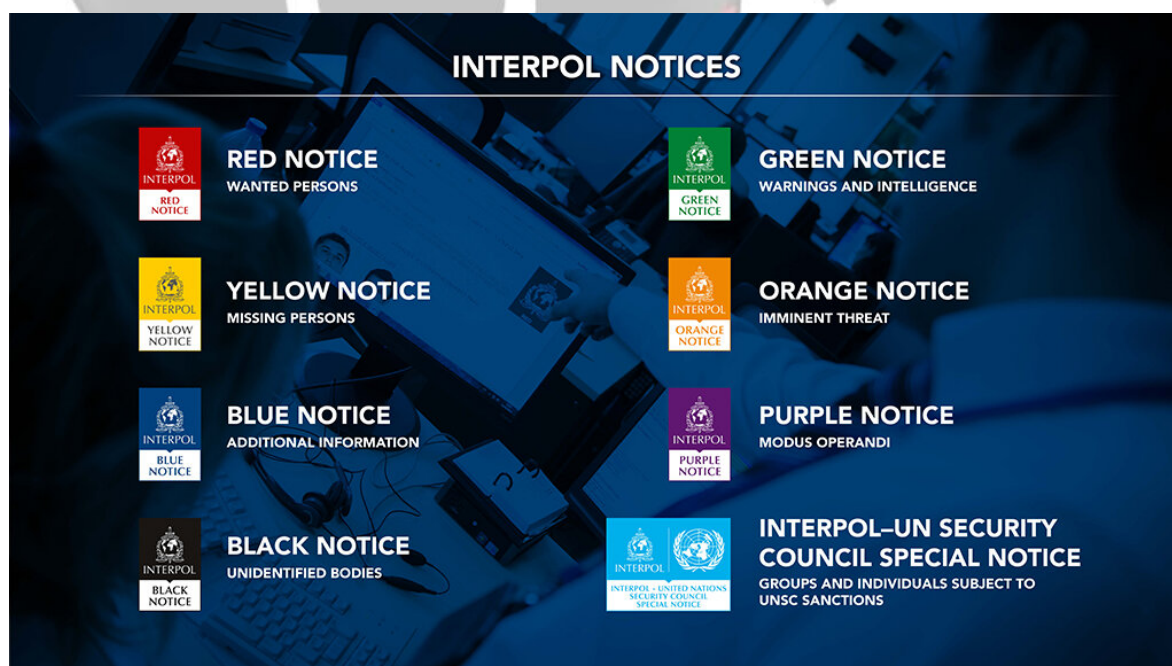 INTERPOL NOTICES
INTERPOL
RED
NOTICE
RED NOTICE
WANTED PERSONS
INTERPOL
GREEN
NOTICE
GREEN NOTICE
WARNINGS AND INTELLIGENCE
INTERPOL
YELLOW
NOTICE
YELLOW NOTICE
MISSING PERSONS
INTERPOL
ORANGE
NOTICE
ORANGE NOTICE
IMMINENT THREAT
INTERPOL
BLUE
NOTICE
BLUE NOTICE
ADDITIONAL INFORMATION
INTERPOL
PURPLE
NOTICE
PURPLE NOTICE
MODUS OPERANDI
INTERPOL
BLACK
NOTICE
BLACK NOTICE
UNIDENTIFIED BODIES
INTERPOL
INTERPOL - UNITED NATIONS
SECURITY COUNCIL
SPECIAL NOTICE
INTERPOL–UN SECURITY
COUNCIL SPECIAL NOTICE
GROUPS AND INDIVIDUALS SUBJECT TO
UNSC SANCTIONS